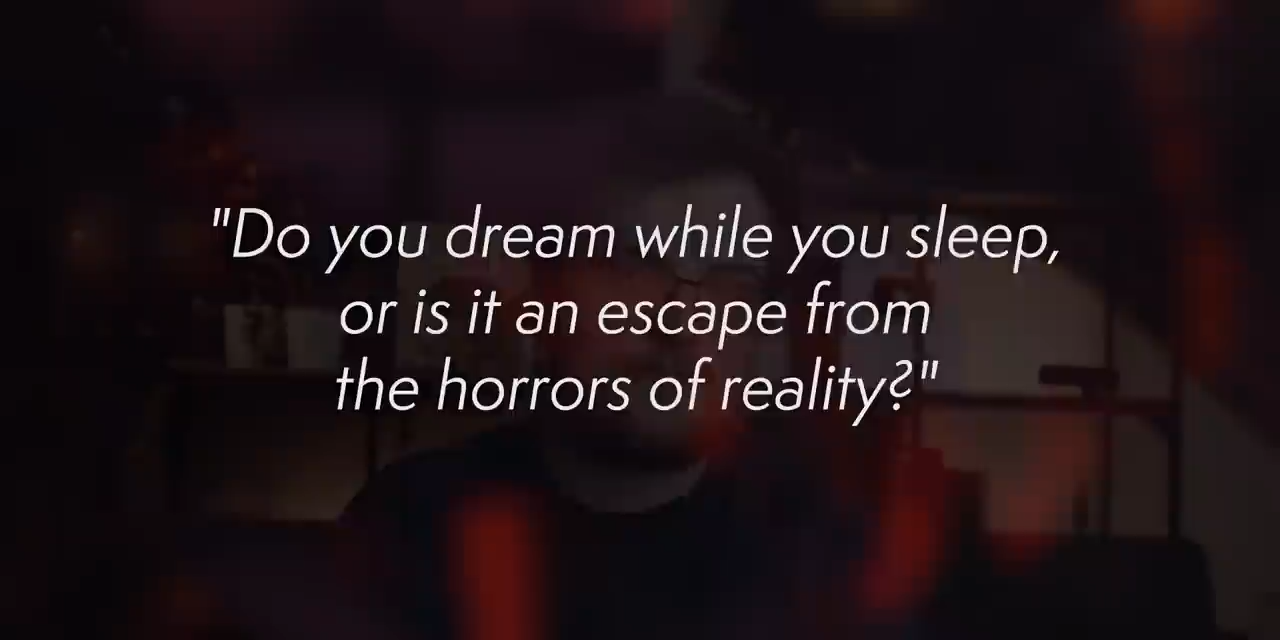 "Do you dream while you sleep,
or is it an escape from
the horrors of reality?"